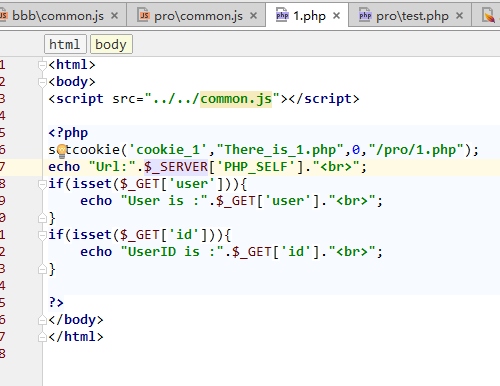 bbb\common.js × pro\common.js × 1.php × pro\test.php ×
html body
1 <html>
2 <body>
3 <script src="../../common.js"></script>
5 <?php
6 setcookie('cookie_1',"There_is_1.php",0,"/pro/1.php");
7 echo "Url:".$_SERVER['PHP_SELF']."<br>";
8 if(isset($_GET['user'])){
9 echo "User is :".$_GET['user']."<br>";
0 }
1 if(isset($_GET['id'])){
2 echo "UserID is :".$_GET['id']."<br>";
3 }
4
5 ?>
6 </body>
7 </html>
8